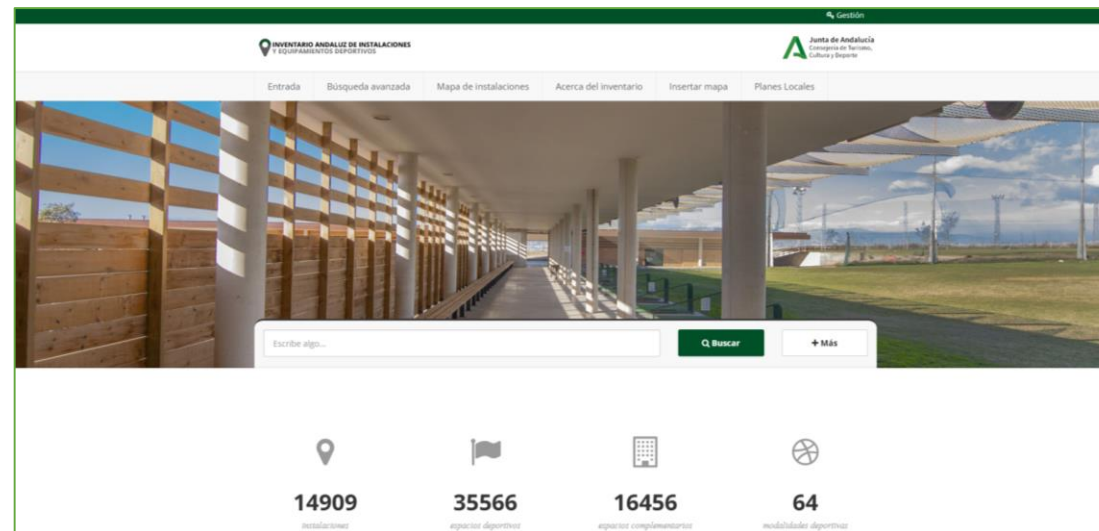 Gestión
INVENTARIO ANDALUZ DE INSTALACIONES
Y EQUIPAMIENTOS DEPORTIVOS
Junta de Andalucía
Consejería de Turismo,
Cultura y Deporte
Entrada Búsqueda avanzada Mapa de instalaciones Acerca del inventario Insertar mapa Planes Locales
Escribe algo... Buscar + Más
14909 35566 16456 64
instalaciones espacios deportivos espacios complementarios modalidades deportivas